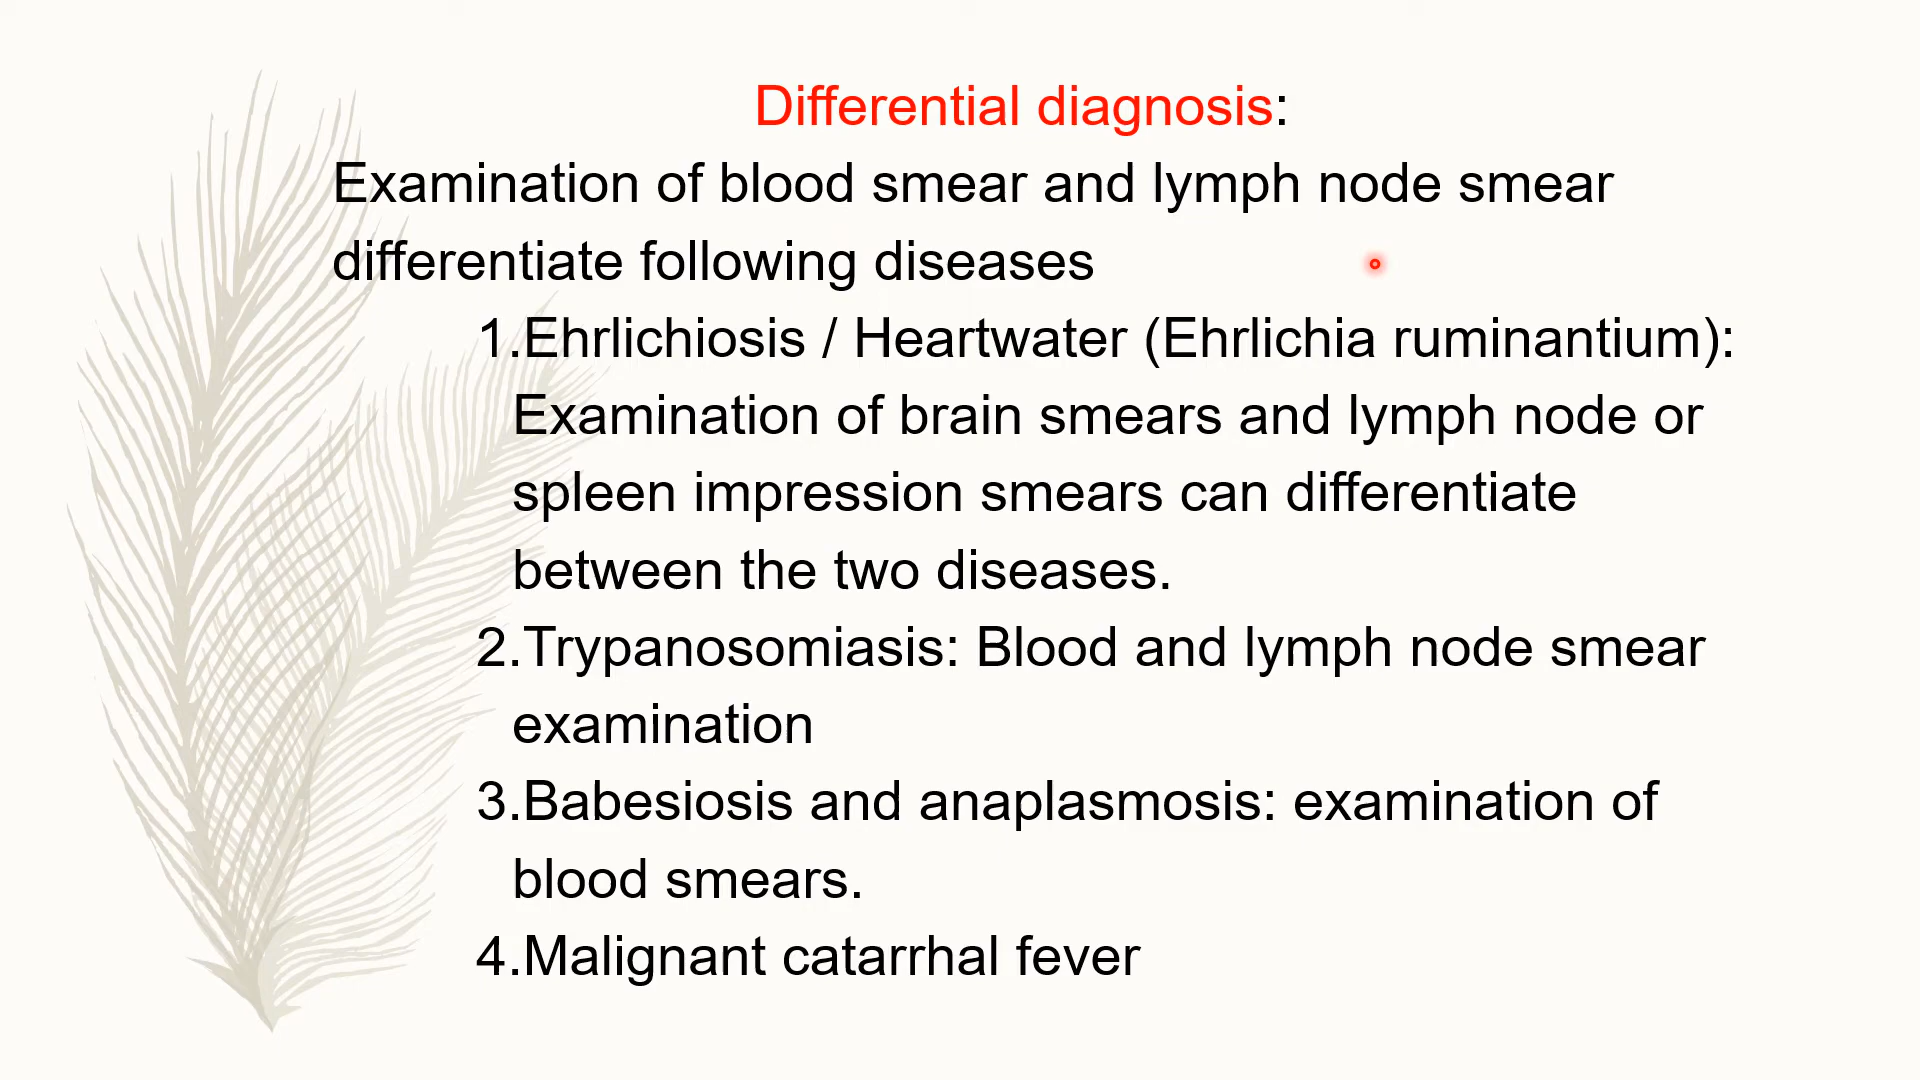 Differential diagnosis:
Examination of blood smear and lymph node smear
differentiate following diseases
1.Ehrlichiosis / Heartwater (Ehrlichia ruminantium):
Examination of brain smears and lymph node or
spleen impression smears can differentiate
between the two diseases.
2.Trypanosomiasis: Blood and lymph node smear
examination
3.Babesiosis and anaplasmosis: examination of
blood smears.
4.Malignant catarrhal fever